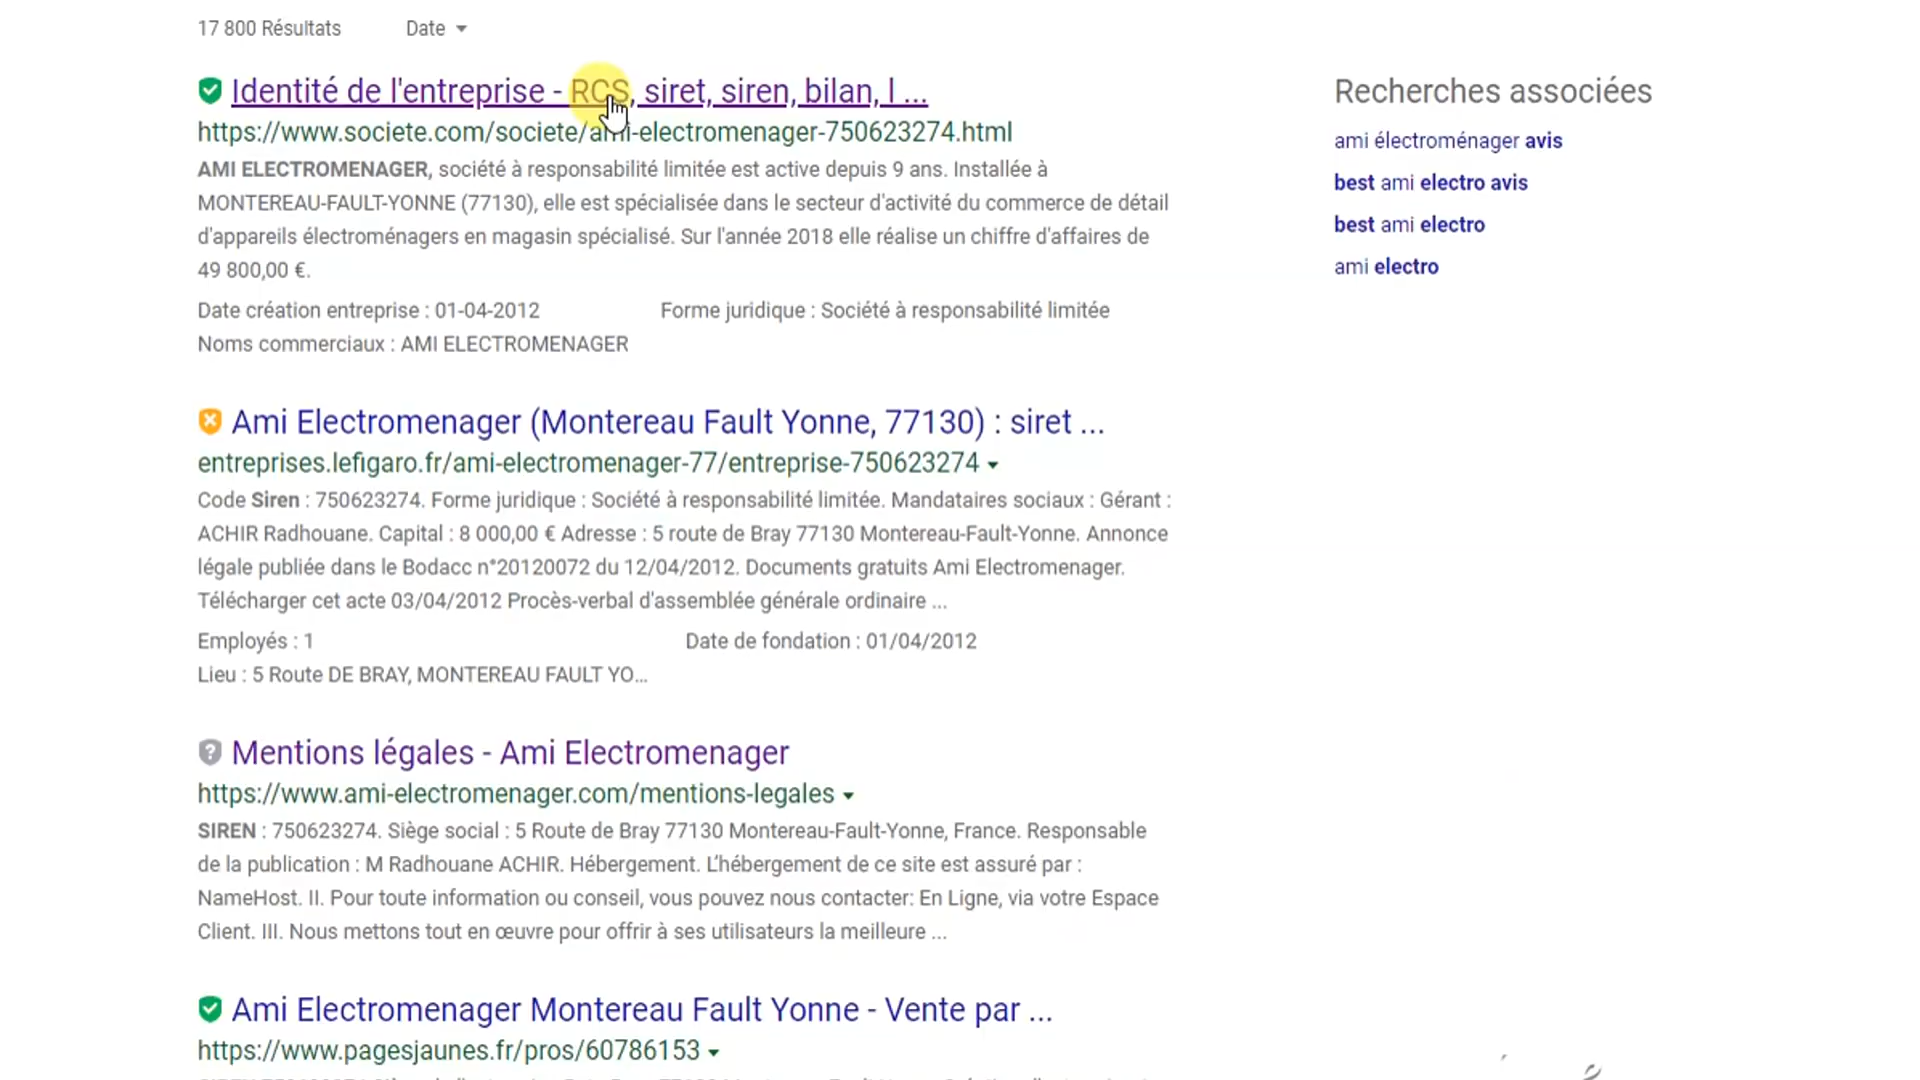 17 800 Résultats
Date
Identité de l'entreprise - RCS, siret, siren, bilan, l ...
https://www.societe.com/societe/ami-electromenager-750623274.html
AMI ELECTROMENAGER, société à responsabilité limitée est active depuis 9 ans. Installée à
MONTEREAU-FAULT-YONNE (77130), elle est spécialisée dans le secteur d'activité du commerce de détail
d'appareils électroménagers en magasin spécialisé. Sur l'année 2018 elle réalise un chiffre d'affaires de
49 800,00 €.
Date création entreprise : 01-04-2012
Forme juridique : Société à responsabilité limitée
Noms commerciaux : AMI ELECTROMENAGER
Ami Electromenager (Montereau Fault Yonne, 77130) : siret ...
entreprises.lefigaro.fr/ami-electromenager-77/entreprise-750623274
Code Siren : 750623274. Forme juridique : Société à responsabilité limitée. Mandataires sociaux : Gérant :
ACHIR Radhouane. Capital : 8 000,00 € Adresse : 5 route de Bray 77130 Montereau-Fault-Yonne. Annonce
légale publiée dans le Bodacc n°20120072 du 12/04/2012. Documents gratuits Ami Electromenager.
Télécharger cet acte 03/04/2012 Procès-verbal d'assemblée générale ordinaire ...
Employés : 1
Date de fondation : 01/04/2012
Lieu : 5 Route DE BRAY, MONTEREAU FAULT YO...
Mentions légales - Ami Electromenager
https://www.ami-electromenager.com/mentions-legales
SIREN : 750623274. Siège social : 5 Route de Bray 77130 Montereau-Fault-Yonne, France. Responsable
de la publication : M Radhouane ACHIR. Hébergement. L'hébergement de ce site est assuré par :
NameHost. II. Pour toute information ou conseil, vous pouvez nous contacter: En Ligne, via votre Espace
Client. III. Nous mettons tout en œuvre pour offrir à ses utilisateurs la meilleure ...
Ami Electromenager Montereau Fault Yonne - Vente par ...
https://www.pagesjaunes.fr/pros/60786153
Recherches associées
ami électroménager avis
best ami electro avis
best ami electro
ami electro